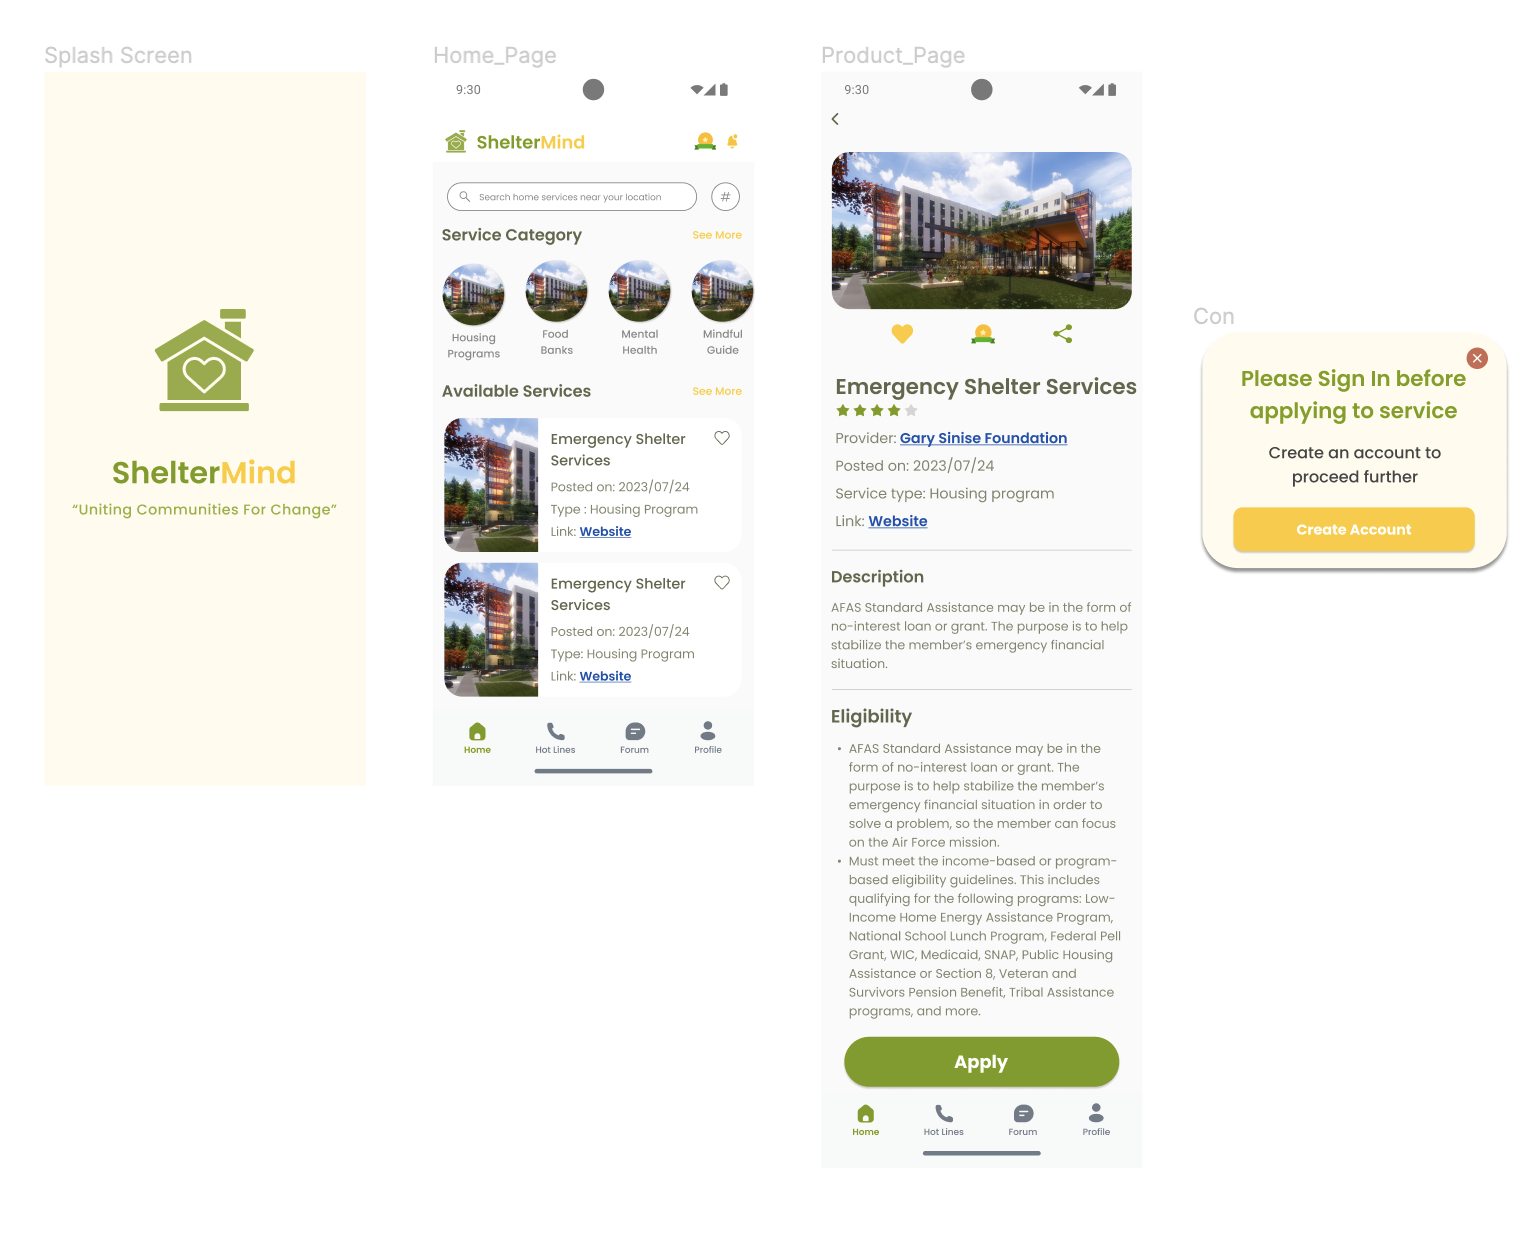 Splash Screen
ShelterMind
“Uniting Communities For Change”
Home_Page
9:30
ShelterMind
Search home services near your location
#
Service Category
See More
Housing
Programs
Food
Banks
Mental
Health
Mindful
Guide
Available Services
See More
Emergency Shelter
Services
Posted on: 2023/07/24
Type : Housing Program
Link: Website
Emergency Shelter
Services
Posted on: 2023/07/24
Type: Housing Program
Link: Website
Home
Hot Lines
Forum
Profile
Product_Page
9:30
Emergency Shelter Services
Provider: Gary Sinise Foundation
Posted on: 2023/07/24
Service type: Housing program
Link: Website
Description
AFAS Standard Assistance may be in the form of
no-interest loan or grant. The purpose is to help
stabilize the member’s emergency financial
situation.
Eligibility
• AFAS Standard Assistance may be in the
form of no-interest loan or grant. The
purpose is to help stabilize the member’s
emergency financial situation in order to
solve a problem, so the member can focus
on the Air Force mission.
• Must meet the income-based or program-
based eligibility guidelines. This includes
qualifying for the following programs: Low-
Income Home Energy Assistance Program,
National School Lunch Program, Federal Pell
Grant, WIC, Medicaid, SNAP, Public Housing
Assistance or Section 8, Veteran and
Survivors Pension Benefit, Tribal Assistance
programs, and more.
Apply
Home
Hot Lines
Forum
Profile
Con
Please Sign In before
applying to service
Create an account to
proceed further
Create Account